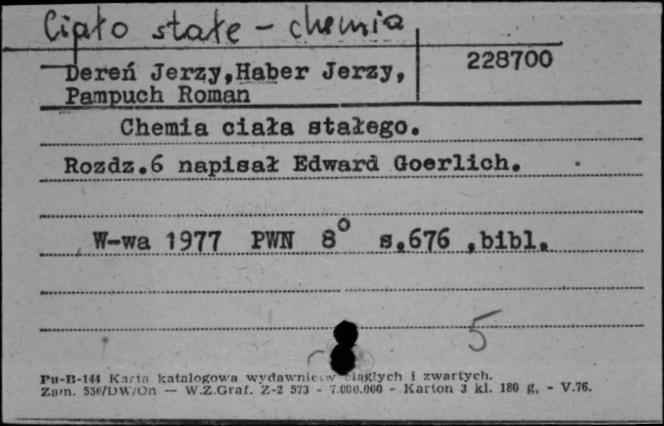 Ciało stałe - chemia
228700
Dereń Jerzy,Haber Jerzy,
Pampuch Roman
Chemia ciała stałego.
Rozdz.6 napisał Edward Goerlich.
W-wa 1977 PWN 8° s.676 ,bibl.
5
Pu-B-144 Karta katalogowa wydawnictw ciągłych i zwartych.
Zam. 556/DW/On — W.Z.Graf. Z-2 573 - 7.000.000 - Karton 3 kl. 180 g. - V.76.